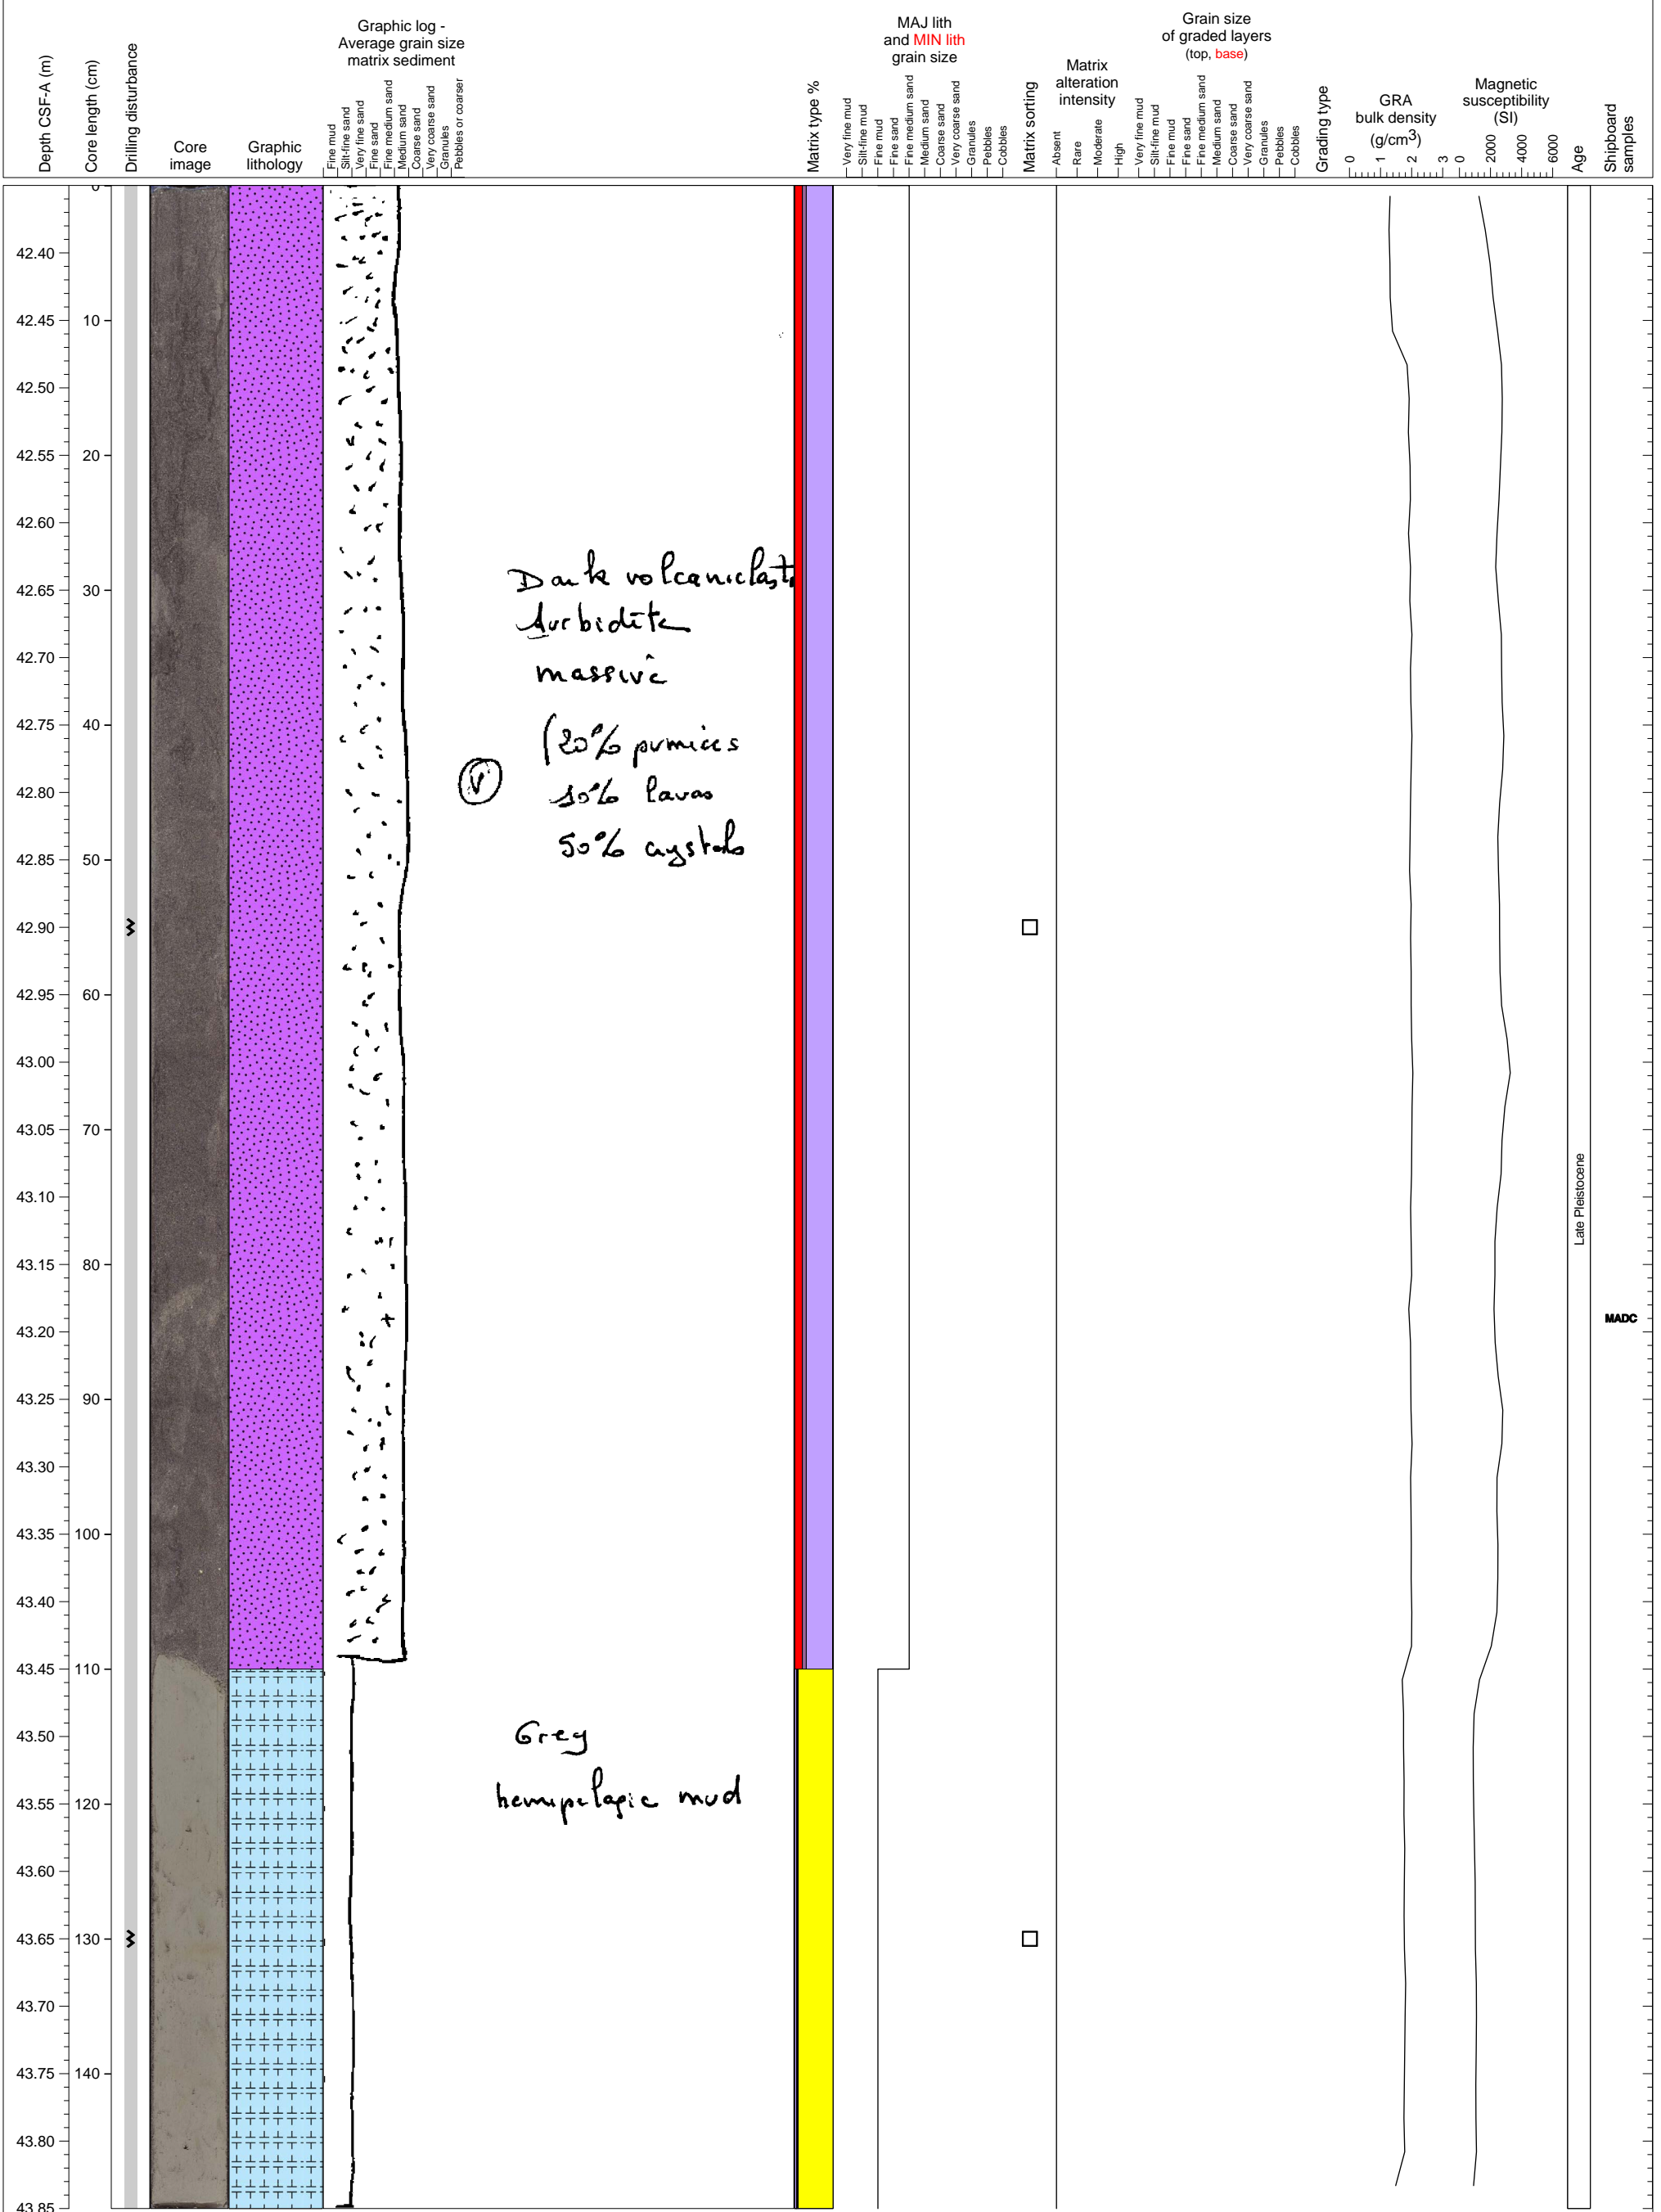 Depth CSF-A (m)
Core length (cm)
Drilling disturbance
Core
image
Graphic
lithology
Graphic log -
Average grain size
matrix sediment
Fine mud
Silt-fine sand
Very fine sand
Fine sand
Fine medium sand
Medium sand
Coarse sand
Very coarse sand
Granules
Pebbles or coarser
Matrix type %
MAJ lith
and MIN lith
grain size
Very fine mud
Silt-fine mud
Fine mud
Fine sand
Fine medium sand
Medium sand
Coarse sand
Very coarse sand
Granules
Pebbles
Cobbles
Matrix sorting
Matrix
alteration
intensity
Absent
Rare
Moderate
High
Grain size
of graded layers
(top, base)
Very fine mud
Silt-fine mud
Fine mud
Fine sand
Fine medium sand
Medium sand
Coarse sand
Very coarse sand
Granules
Pebbles
Cobbles
Grading type
GRA
bulk density
(g/cm3)
0 1 2 3
Magnetic
susceptibility
(SI)
0 2000 4000 6000
Age
Shipboard
samples
0
42.40
42.45 10
42.50
42.55 20
42.60
42.65 30
42.70
42.75 40
42.80
42.85 50
42.90
42.95 60
43.00
43.05 70
43.10
43.15 80
43.20
43.25 90
43.30
43.35 100
43.40
43.45 110
43.50
43.55 120
43.60
43.65 130
43.70
43.75 140
43.80
43.85
Dark volcaniclast
turbidite
massive
(20% pumices
V 10% lavas
50% crystals
Late Pleistocene
MADC
Grey
hemipelagic mud